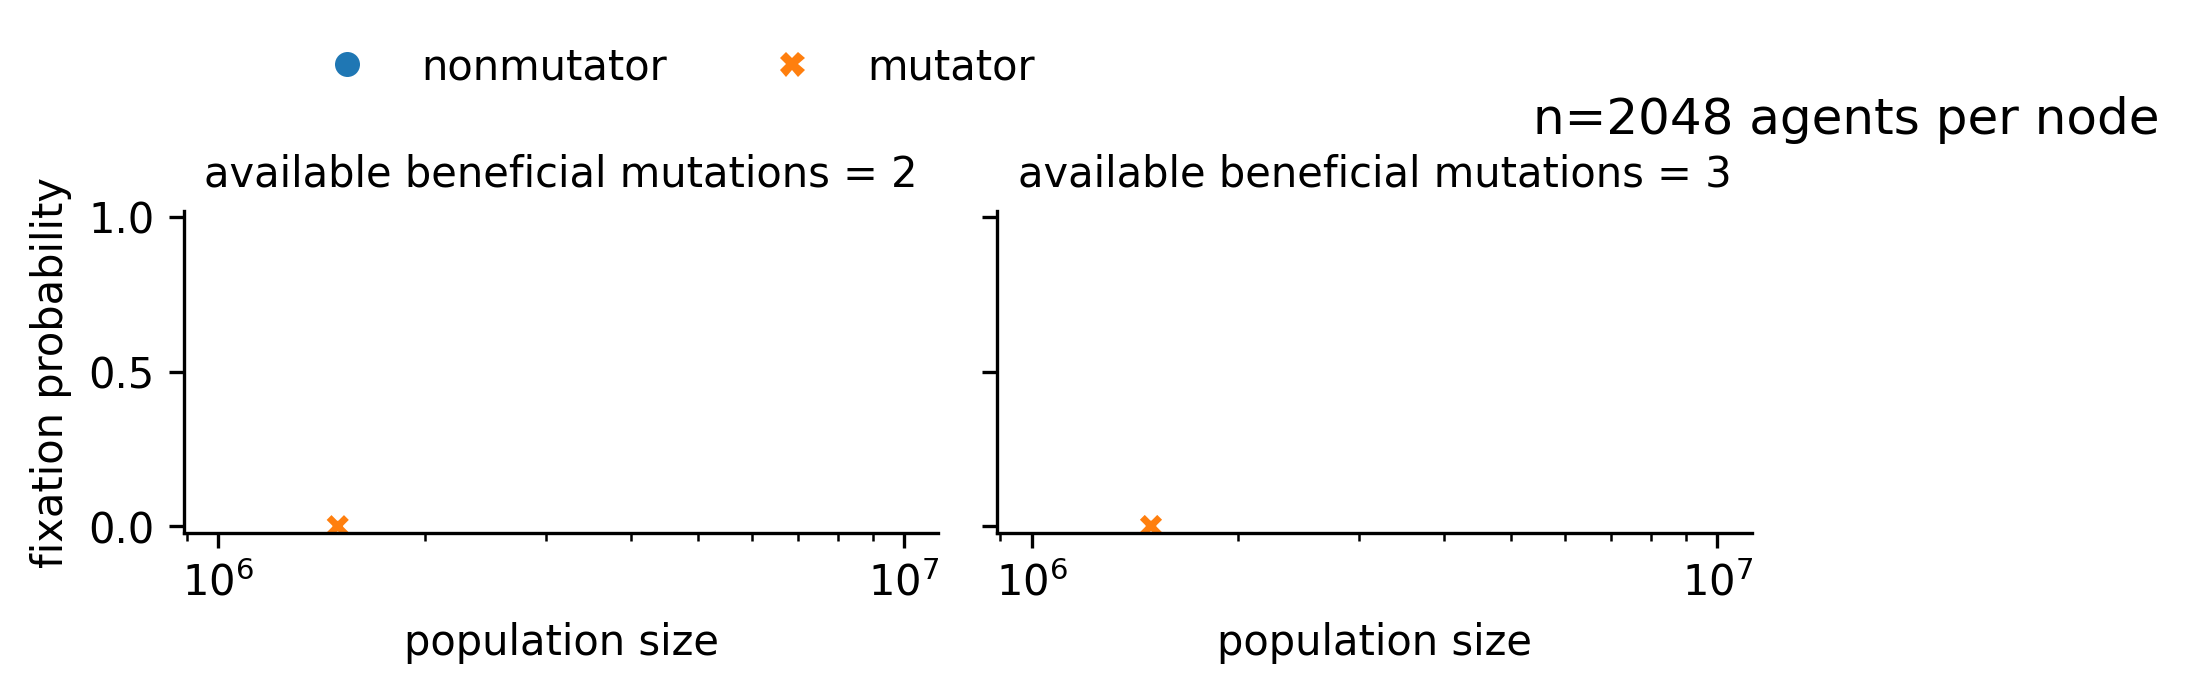 nonmutator mutator
n=2048 agents per node
available beneficial mutations = 2 available beneficial mutations = 3
fixation probability
1.0
0.5
0.0
10⁶ 10⁷ 10⁶ 10⁷
population size population size